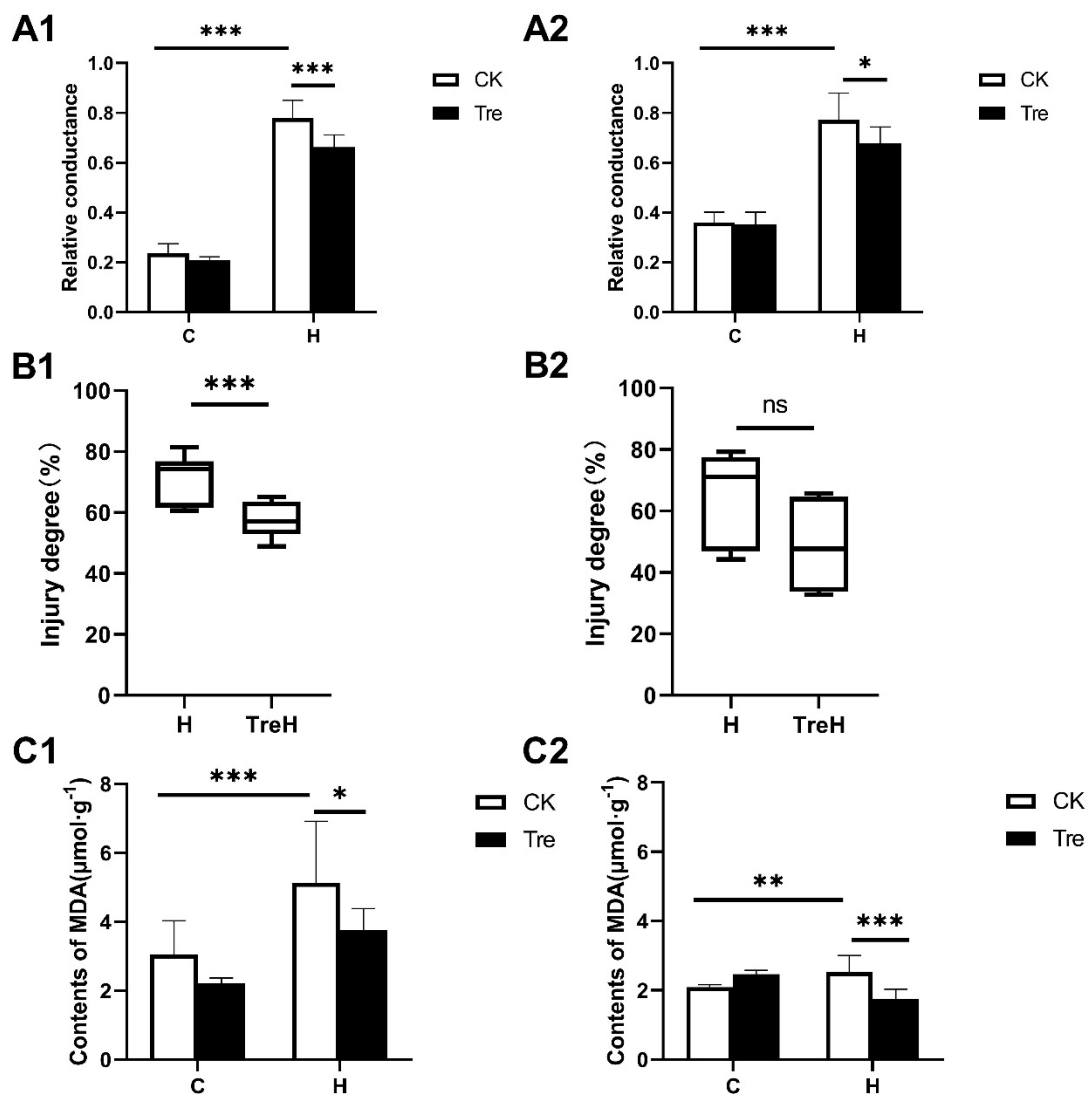 A1
***
***
Relative conductance
1.0
0.8
0.6
0.4
0.2
0.0
C
H
CK
Tre
A2
***
*
Relative conductance
1.0
0.8
0.6
0.4
0.2
0.0
C
H
CK
Tre
B1
***
Injury degree(%)
100
80
60
40
20
0
H
TreH
B2
ns
Injury degree(%)
100
80
60
40
20
0
H
TreH
C1
***
*
Contents of MDA(μmol·g⁻¹)
8
6
4
2
0
C
H
CK
Tre
C2
**
***
Contents of MDA(μmol·g⁻¹)
8
6
4
2
0
C
H
CK
Tre